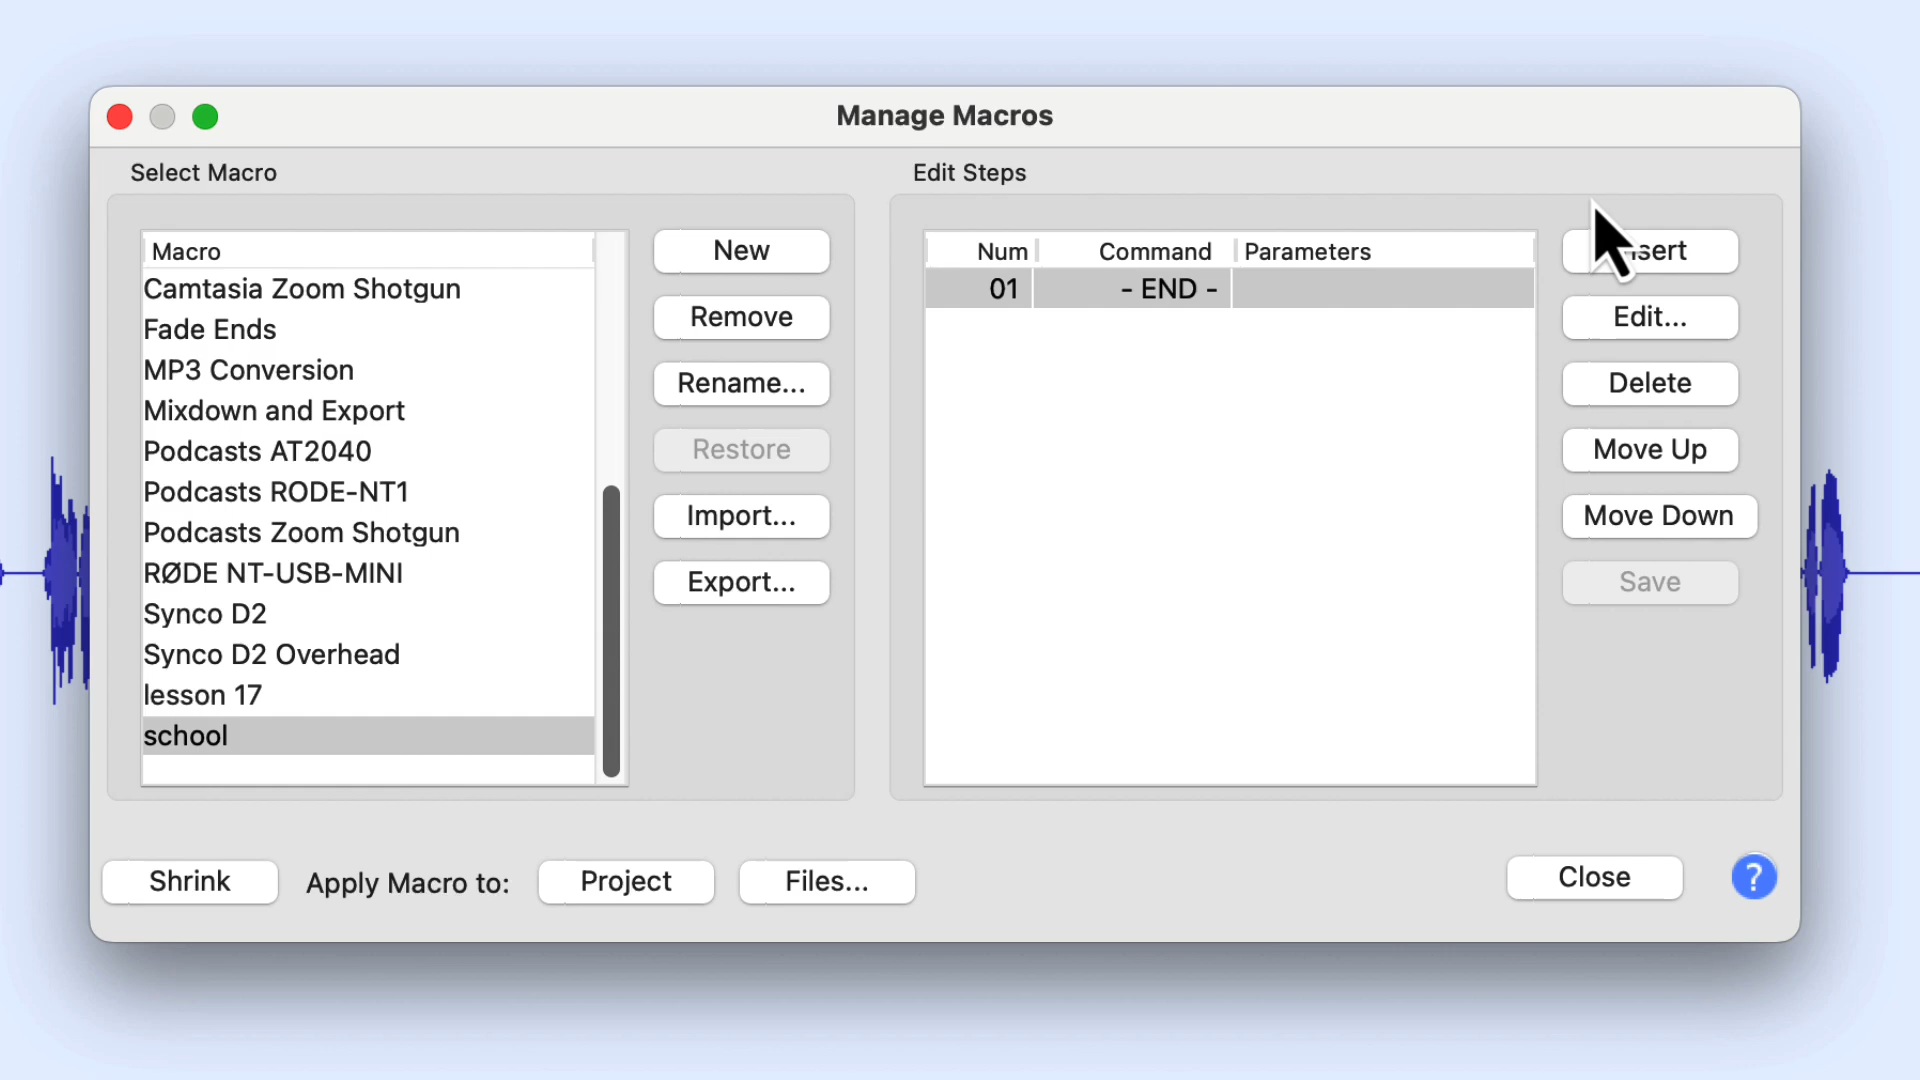 Manage Macros
Select Macro
Edit Steps
Macro
Camtasia Zoom Shotgun
Fade Ends
MP3 Conversion
Mixdown and Export
Podcasts AT2040
Podcasts RODE-NT1
Podcasts Zoom Shotgun
RØDE NT-USB-MINI
Synco D2
Synco D2 Overhead
lesson 17
school
New
Remove
Rename...
Restore
Import...
Export...
Num Command Parameters
01 - END -
sert
Edit...
Delete
Move Up
Move Down
Save
Shrink
Apply Macro to:
Project
Files...
Close
?